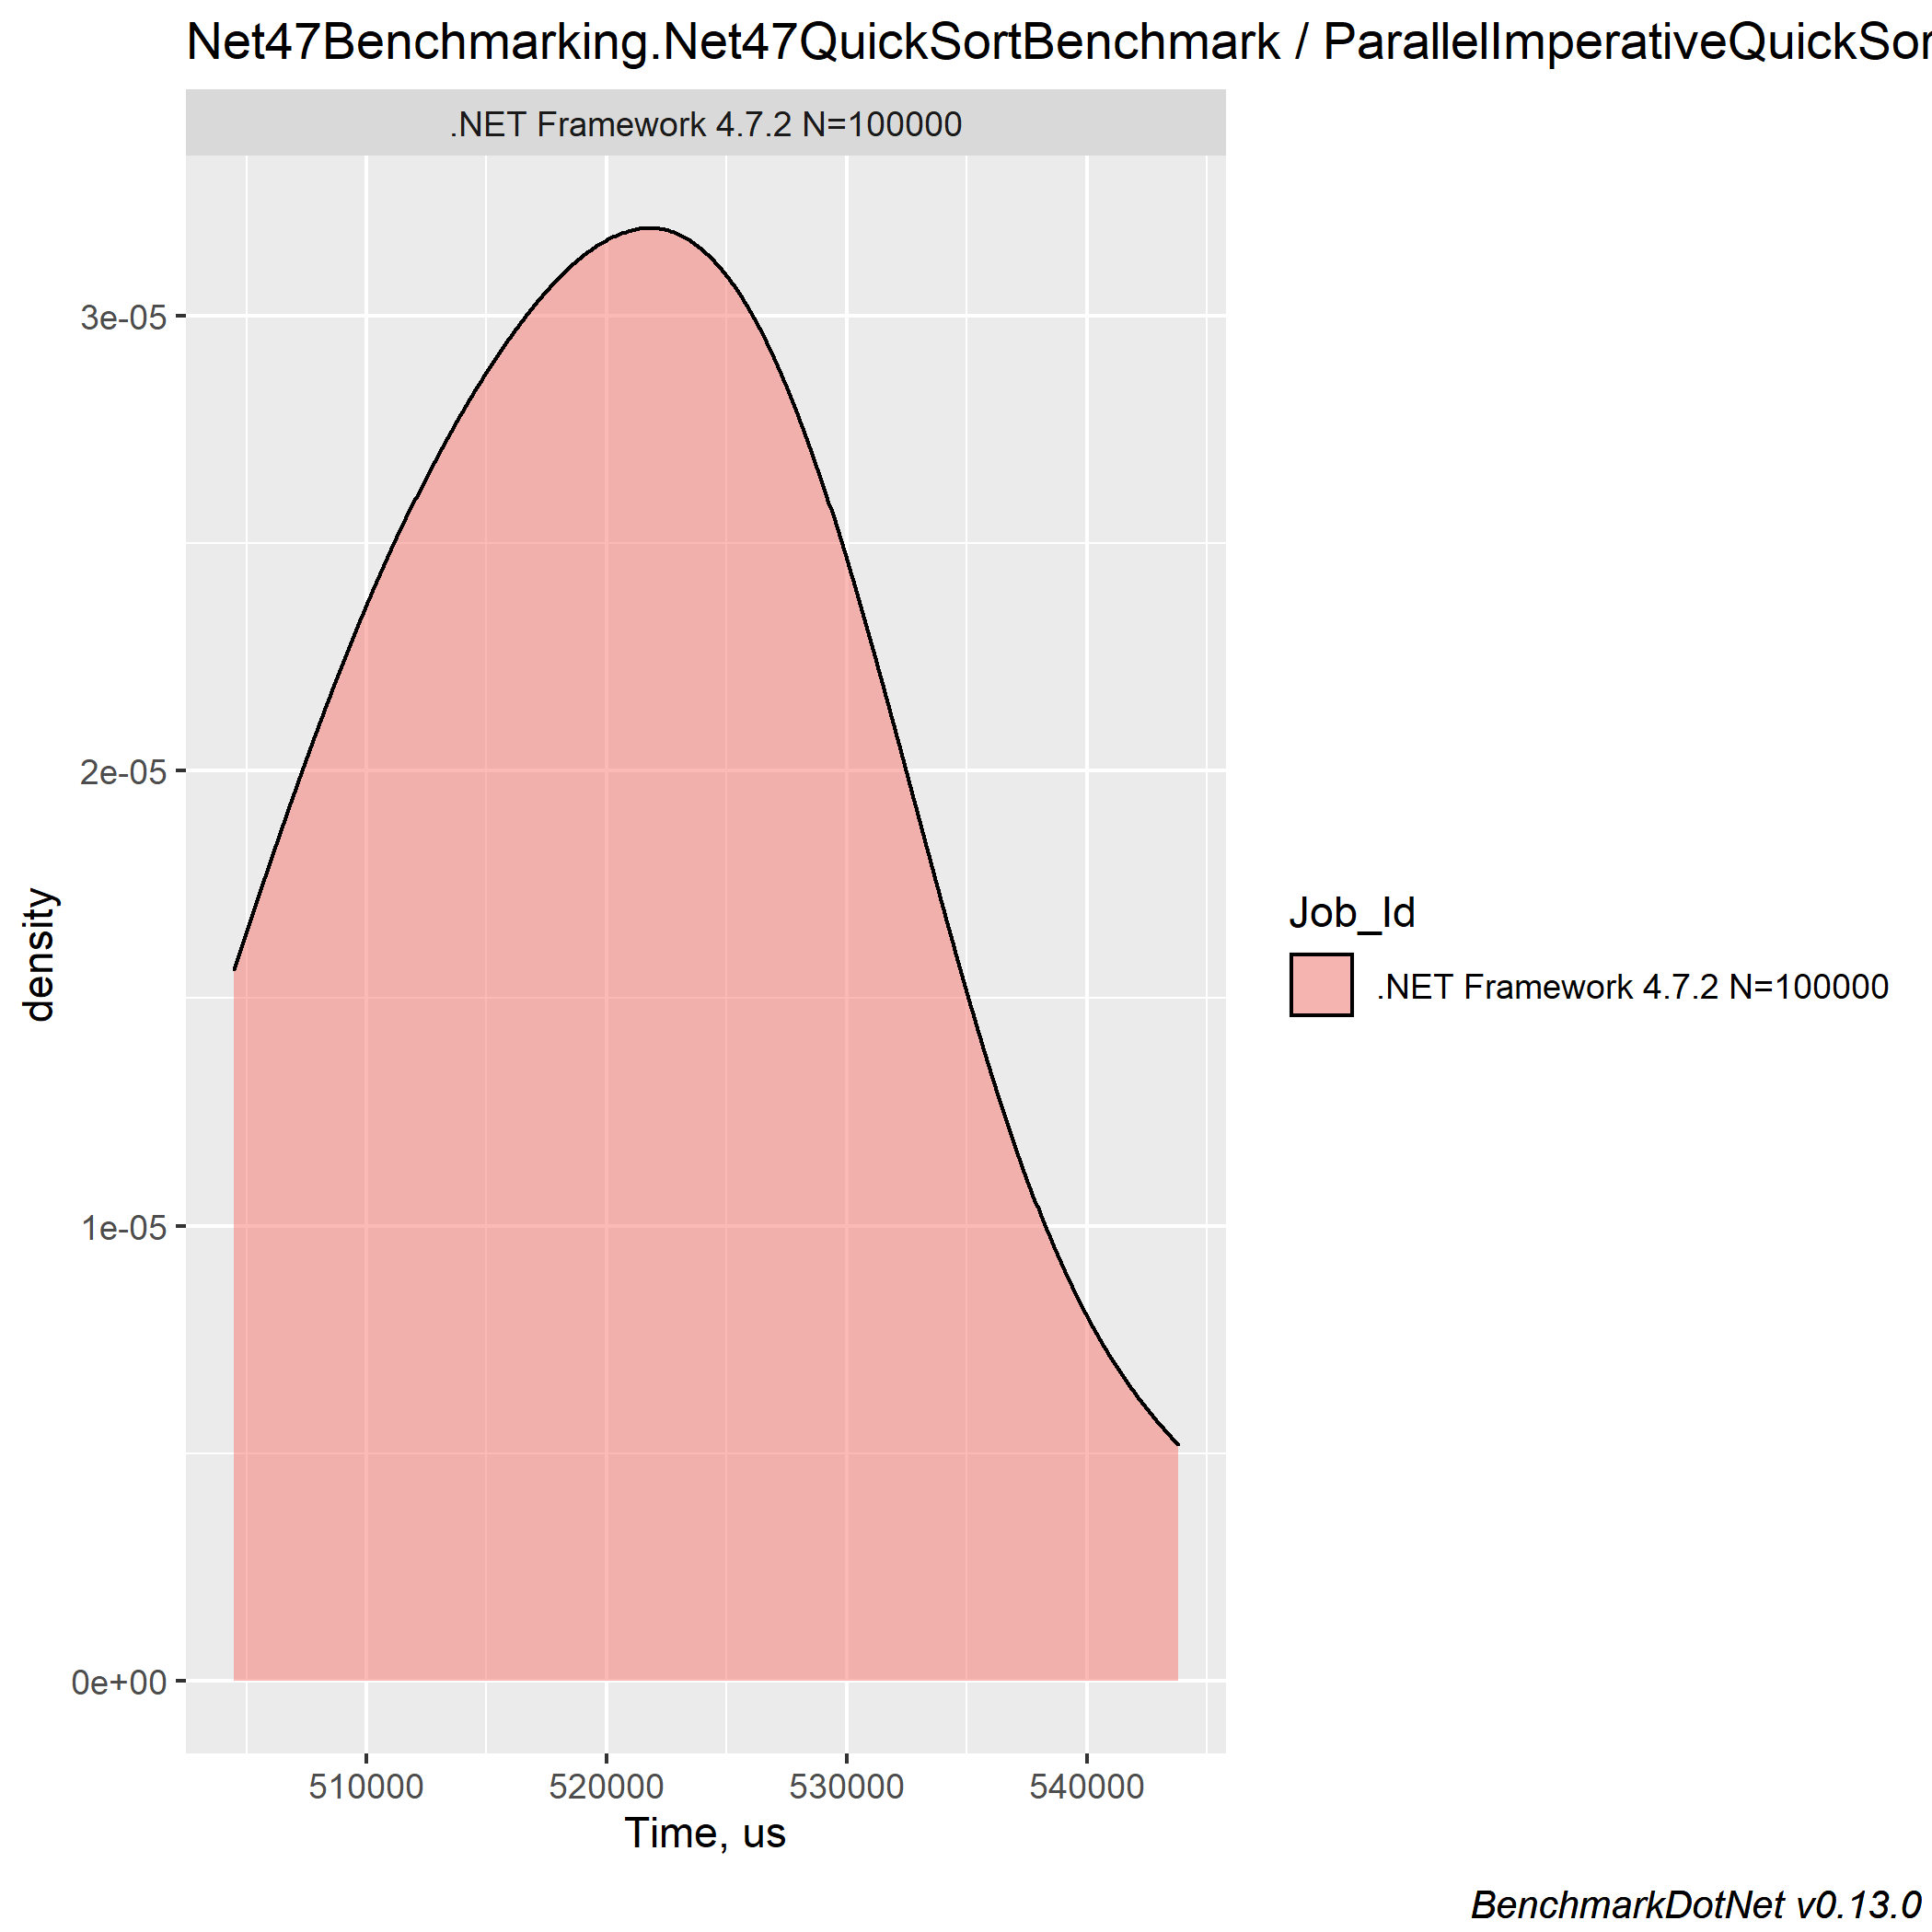 Net47Benchmarking.Net47QuickSortBenchmark / ParallelImperativeQuickSor
.NET Framework 4.7.2 N=100000
3e-05
2e-05
1e-05
0e+00
density
510000 520000 530000 540000
Time, us
Job_Id
.NET Framework 4.7.2 N=100000
BenchmarkDotNet v0.13.0